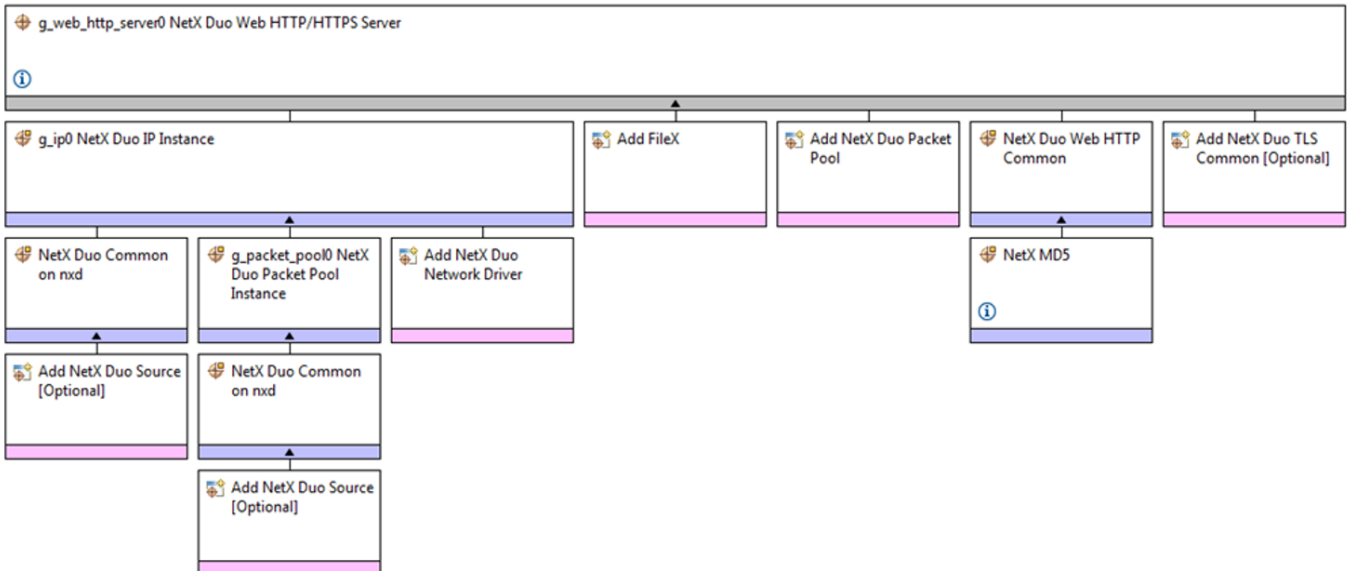 g_web_http_server0 NetX Duo Web HTTP/HTTPS Server
g_ip0 NetX Duo IP Instance
Add FileX
Add NetX Duo Packet
Pool
NetX Duo Web HTTP
Common
Add NetX Duo TLS
Common [Optional]
NetX Duo Common
on nxd
g_packet_pool0 NetX
Duo Packet Pool
Instance
Add NetX Duo
Network Driver
NetX MD5
Add NetX Duo Source
[Optional]
NetX Duo Common
on nxd
Add NetX Duo Source
[Optional]